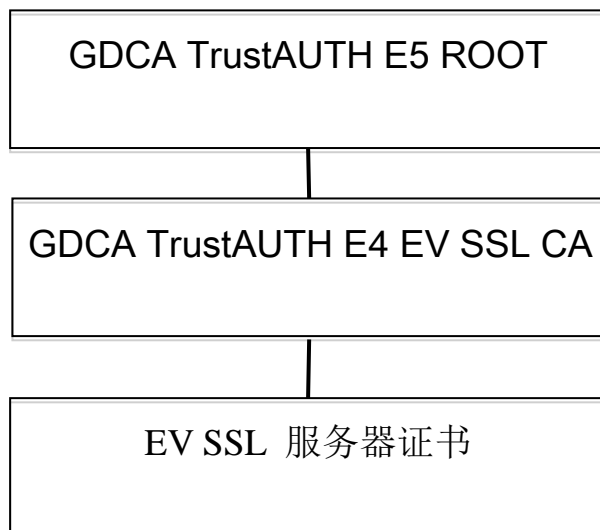 GDCA TrustAUTH E5 ROOT
GDCA TrustAUTH E4 EV SSL CA
EV SSL 服务器证书